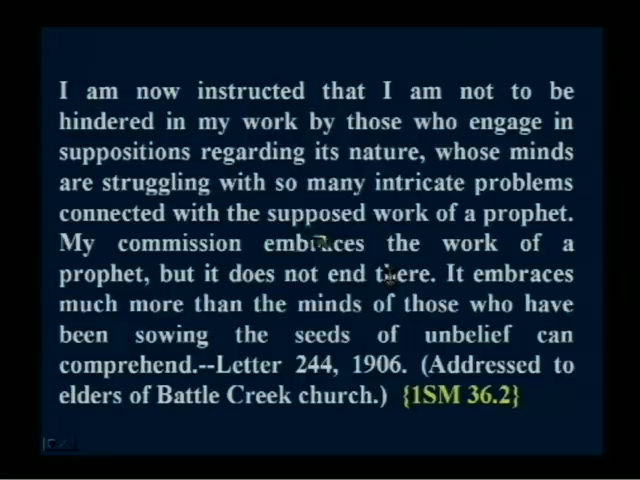 I am now instructed that I am not to be
hindered in my work by those who engage in
suppositions regarding its nature, whose minds
are struggling with so many intricate problems
connected with the supposed work of a prophet.
My commission embraces the work of a
prophet, but it does not end there. It embraces
much more than the minds of those who have
been sowing the seeds of unbelief can
comprehend.--Letter 244, 1906. (Addressed to
elders of Battle Creek church.) {1SM 36.2}